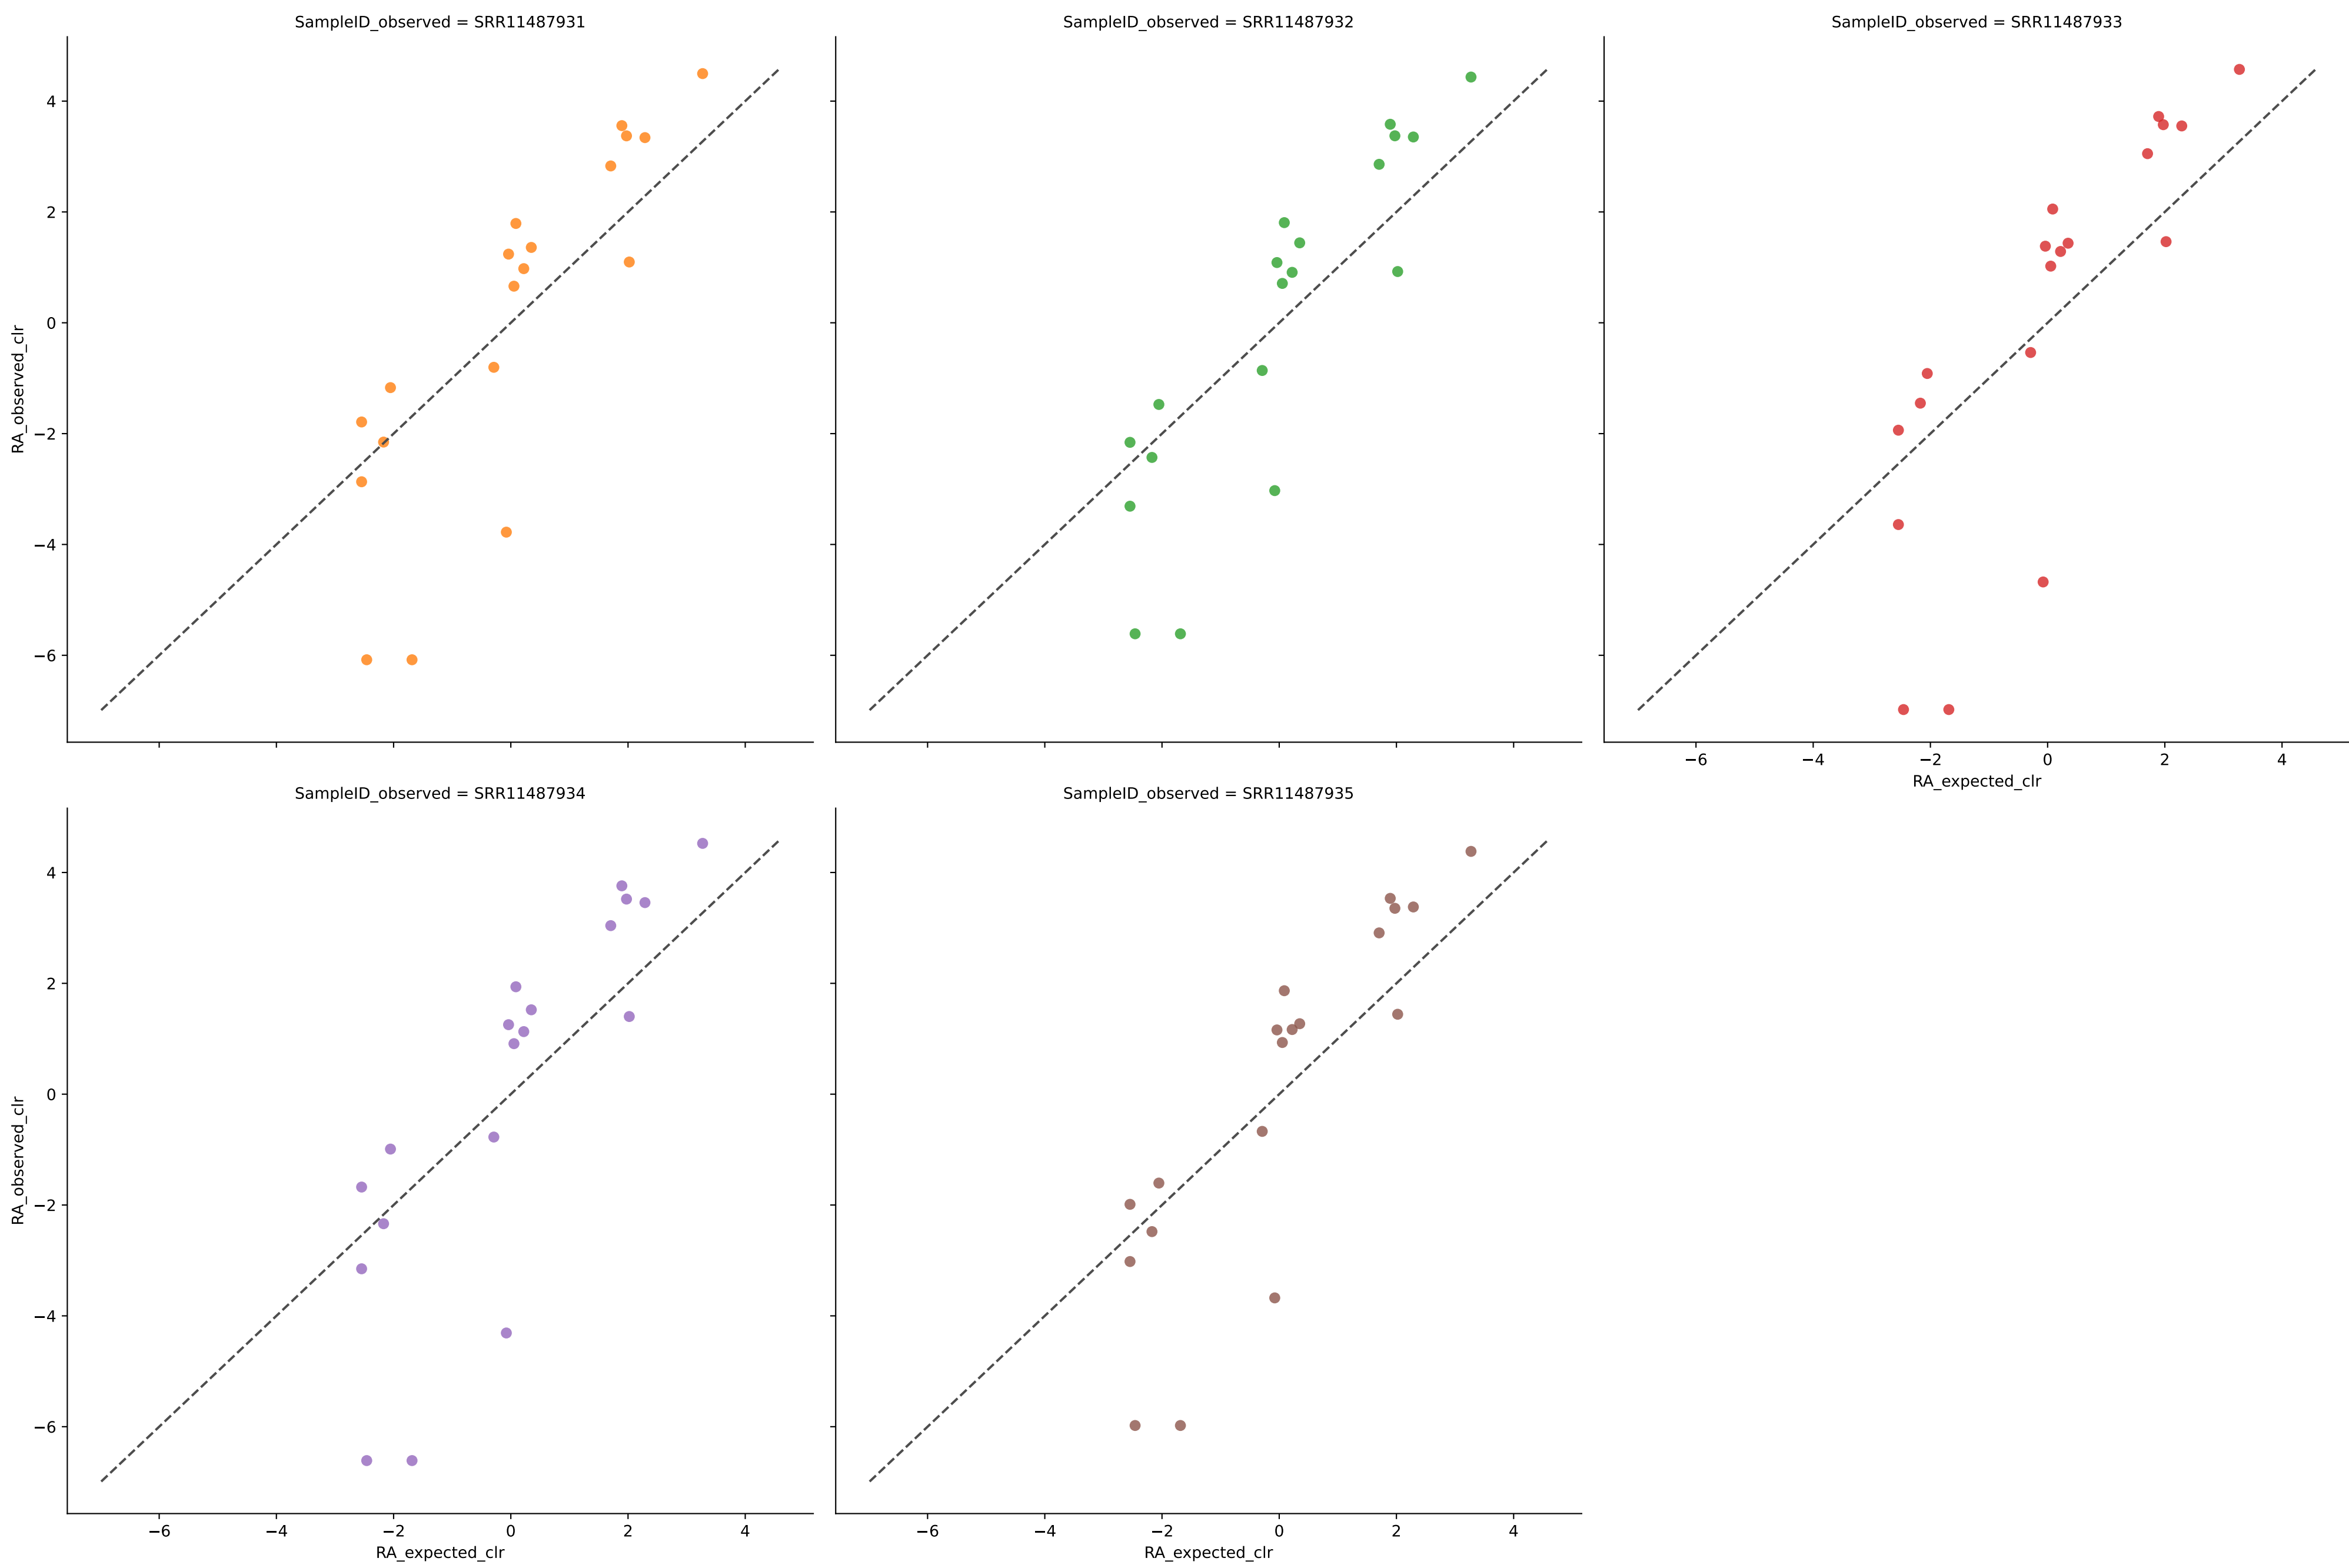 SampleID_observed = SRR11487931
SampleID_observed = SRR11487932
SampleID_observed = SRR11487933
RA_observed_clr
4
2
0
−2
−4
−6
−6 −4 −2 0 2 4
RA_expected_clr
SampleID_observed = SRR11487934
SampleID_observed = SRR11487935
RA_observed_clr
4
2
0
−2
−4
−6
−6 −4 −2 0 2 4
RA_expected_clr
−6 −4 −2 0 2 4
RA_expected_clr